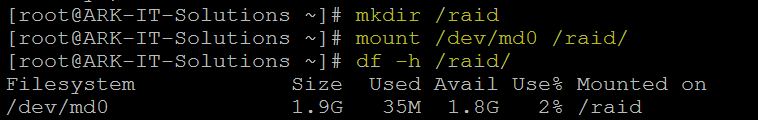 [root@ARK-IT-Solutions ~]# mkdir /raid
[root@ARK-IT-Solutions ~]# mount /dev/md0 /raid/
[root@ARK-IT-Solutions ~]# df -h /raid/
Filesystem            Size  Used Avail Use% Mounted on
/dev/md0              1.9G   35M  1.8G   2% /raid